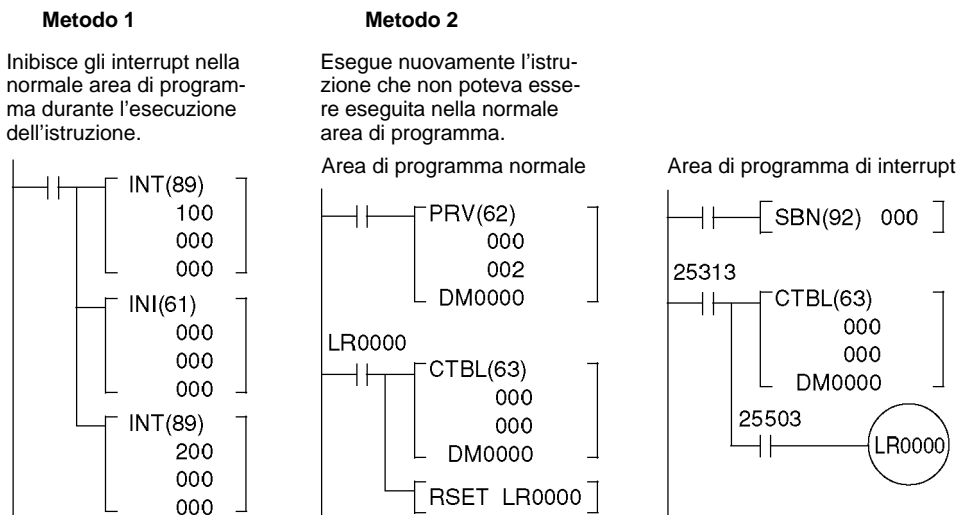 Metodo 1
Inibisce gli interrupt nella
normale area di program-
ma durante l'esecuzione
dell'istruzione.
INT(89)
100
000
000
INI(61)
000
000
000
INT(89)
200
000
000
Metodo 2
Esegue nuovamente l'istru-
zione che non poteva esse-
re eseguita nella normale
area di programma.
Area di programma normale
PRV(62)
000
002
DM0000
LR0000
CTBL(63)
000
000
DM0000
RSET LR0000
Area di programma di interrupt
SBN(92) 000
25313
CTBL(63)
000
000
DM0000
25503
LR0000